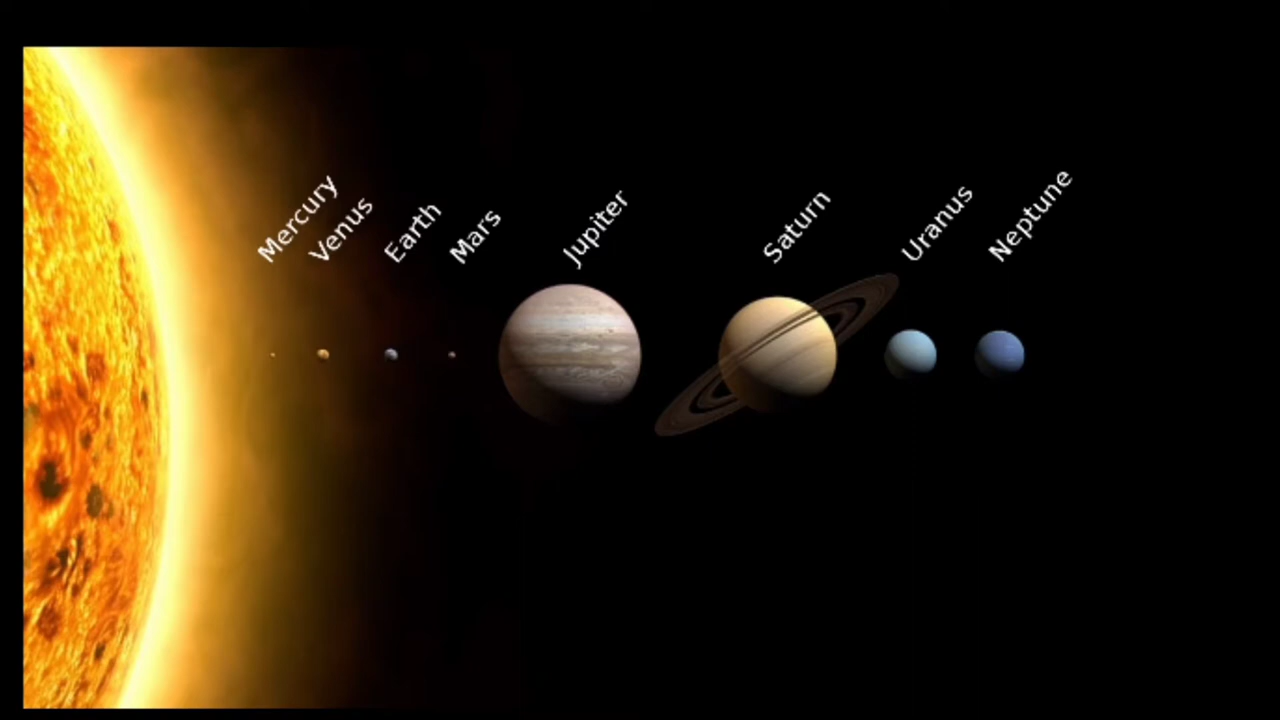 Mercury
Venus
Earth
Mars
Jupiter
Saturn
Uranus
Neptune